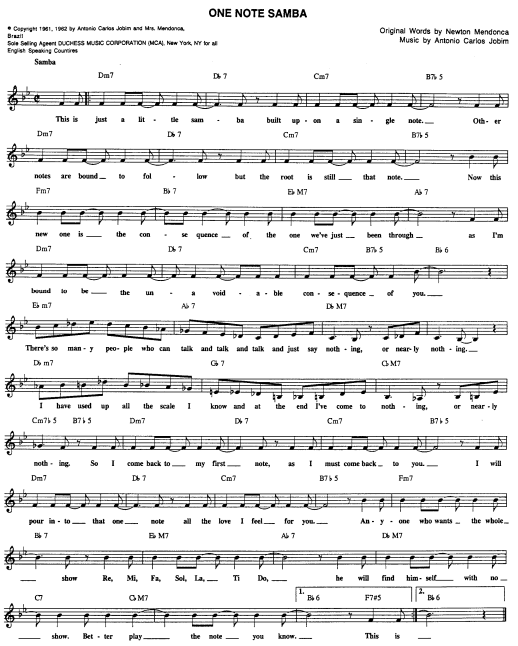 ONE NOTE SAMBA
© Copyright 1961, 1962 by Antonio Carlos Jobim and Mrs. Mendonca,
Brazil
Sole Selling Ageent DUCHESS MUSIC CORPORATION (MCA), New York, NY for all
English Speaking Countires
Original Words by Newton Mendonca
Music by Antonio Carlos Jobim
Samba
Dm7 D♭ 7 Cm7 B7♭ 5
This is just a lit - tle sam - ba built up - on a sin - gle note. Oth - er
Dm7 D♭ 7 Cm7 B7♭ 5
notes are bound to fol - low but the root is still that note. Now this
Fm7 B♭ 7 E♭ M7 A♭ 7
new one is the con - se quence of the one we've just been through as I'm
Dm7 D♭ 7 Cm7 B7♭ 5 B♭ 6
bound to be the un - a void - a - ble con - se - quence of you.
E♭ m7 A♭ 7 D♭ M7
There's so man - y peo - ple who can talk and talk and talk and just say noth - ing, or near - ly noth - ing.
D♭ m7 G♭ 7 C♭ M7
I have used up all the scale I know and at the end I've come to noth - ing, or near - ly
Cm7♭ 5 B7♭ 5 Dm7 D♭ 7 Cm7 B7♭ 5
noth - ing. So I come back to my first note, as I must come back to you. I will
Dm7 D♭ 7 Cm7 B7♭ 5 Fm7
pour in - to that one note all the love I feel for you. An - y - one who wants the whole
B♭ 7 E♭ M7 A♭ 7 D♭ M7
show Re, Mi, Fa, Sol, La, Ti Do, he will find him - self with no
C7 C♭ M7 1. B♭ 6 F7#5 2. B♭ 6
show. Bet - ter play the note you know. This is